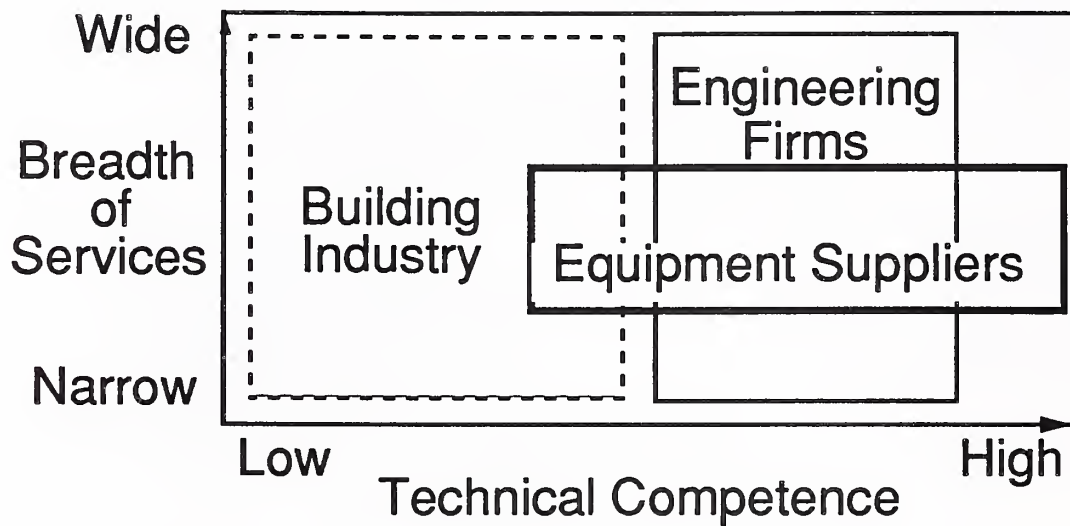 Wide
Engineering
Firms
Breadth
of
Services
Building
Industry
Equipment Suppliers
Narrow
Low
High
Technical Competence